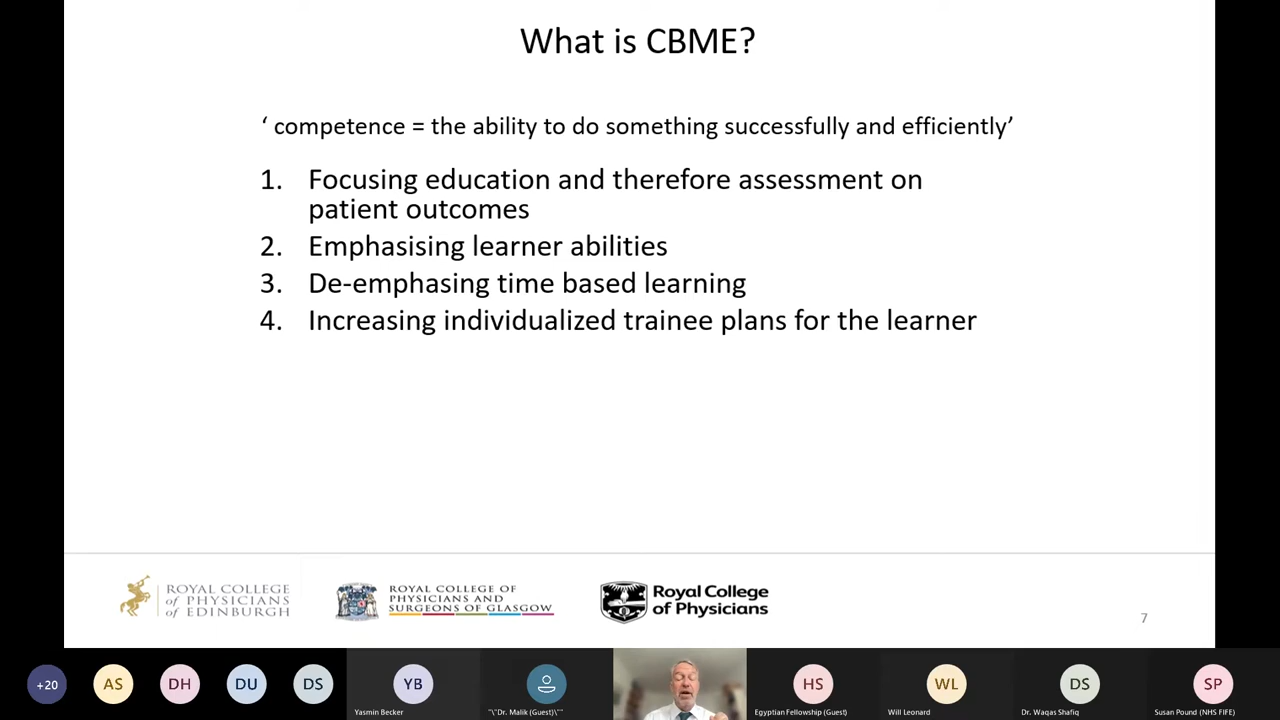 What is CBME?
‘ competence = the ability to do something successfully and efficiently’
1. Focusing education and therefore assessment on
patient outcomes
2. Emphasising learner abilities
3. De-emphasing time based learning
4. Increasing individualized trainee plans for the learner
ROYAL COLLEGE
of PHYSICIANS
of EDINBURGH
ROYAL COLLEGE OF
PHYSICIANS AND
SURGEONS OF GLASGOW
Royal College
of Physicians
7
+20
AS
DH
DU
DS
YB
Yasmin Becker
"\"Dr. Malik (Guest)\""
HS
Egyptian Fellowship (Guest)
WL
Will Leonard
DS
Dr. Waqas Shafiq
SP
Susan Pound (NHS FIFE)